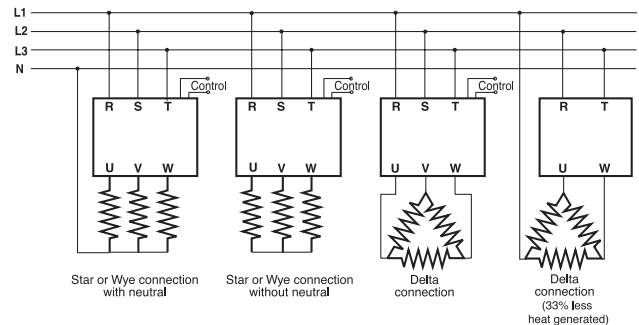 L1
L2
L3
N
Control
Control
Control
R S T
R S T
R S T
R T
U V W
U V W
U V W
U W
Star or Wye connection
with neutral
Star or Wye connection
without neutral
Delta
connection
Delta
connection
(33% less
heat generated)